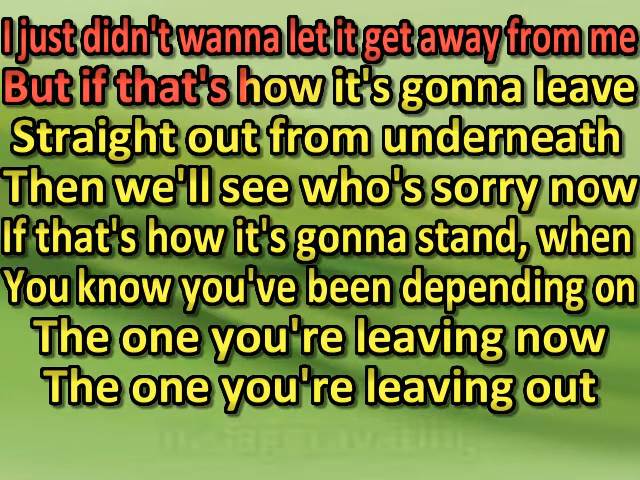 I just didn't wanna let it get away from me
But if that's how it's gonna leave
Straight out from underneath
Then we'll see who's sorry now
If that's how it's gonna stand, when
You know you've been depending on
The one you're leaving now
The one you're leaving out